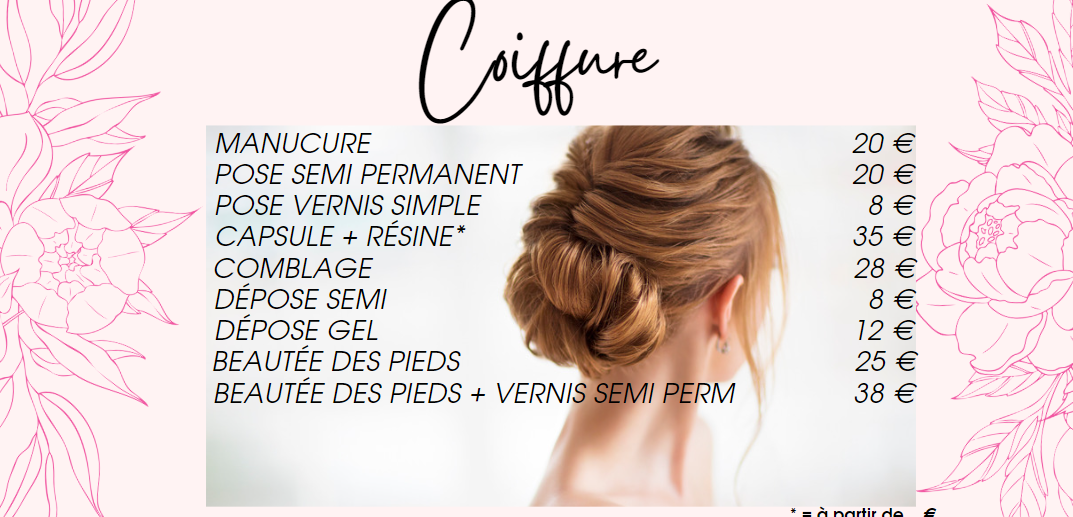 Coiffure
MANUCURE 20 €
POSE SEMI PERMANENT 20 €
POSE VERNIS SIMPLE 8 €
CAPSULE + RÉSINE* 35 €
COMBLAGE 28 €
DÉPOSE SEMI 8 €
DÉPOSE GEL 12 €
BEAUTÉE DES PIEDS 25 €
BEAUTÉE DES PIEDS + VERNIS SEMI PERM 38 €
* = à partir de ... €